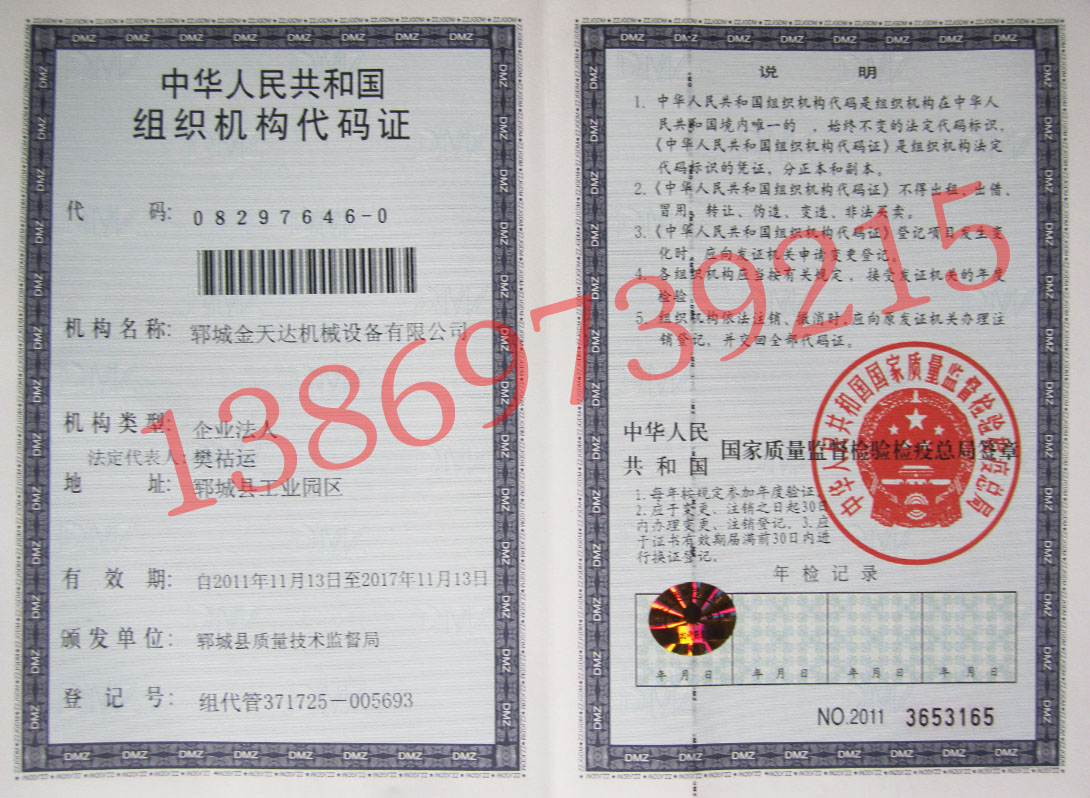 中华人民共和国
组织机构代码证
代 码: 08297646-0
机构名称: 郓城金天达机械设备有限公司
机构类型: 企业法人
法定代表人: 樊祜运
地 址: 郓城县工业园区
有 效 期: 自2011年11月13日至2017年11月13日
颁发单位: 郓城县质量技术监督局
登 记 号: 组代管371725-005693
说 明
1. 中华人民共和国组织机构代码是组织机构在中华人
民共和国境内唯一的 、始终不变的法定代码标识,
《中华人民共和国组织机构代码证》是组织机构法定
代码标识的凭证, 分正本和副本。
2.《中华人民共和国组织机构代码证》不得出租、出借、
冒用、转让、伪造、变造、非法买卖。
3.《中华人民共和国组织机构代码证》登记项目发生变
化时, 应向发证机关申请变更登记。
4. 各组织机构应当按有关规定 , 接受发证机关的年度
检验
5. 组织机构依法注销、撤消时,应向原发证机关办理注
销登记, 并交回全部代码证。
中华人民
共和国
国家质量监督检验检疫总局签章
中华人民共和国国家质量监督检验检疫总局
1.每年按规定参加年度验证,
2.应于变更、注销之日起30日
内办理变更、注销登记。3.应
于证书有效期届满前30日内进
行换证登记。
年检记录
年 月 日 年 月 日 年 月 日 年 月 日
NO.2011 3653165
13869739215